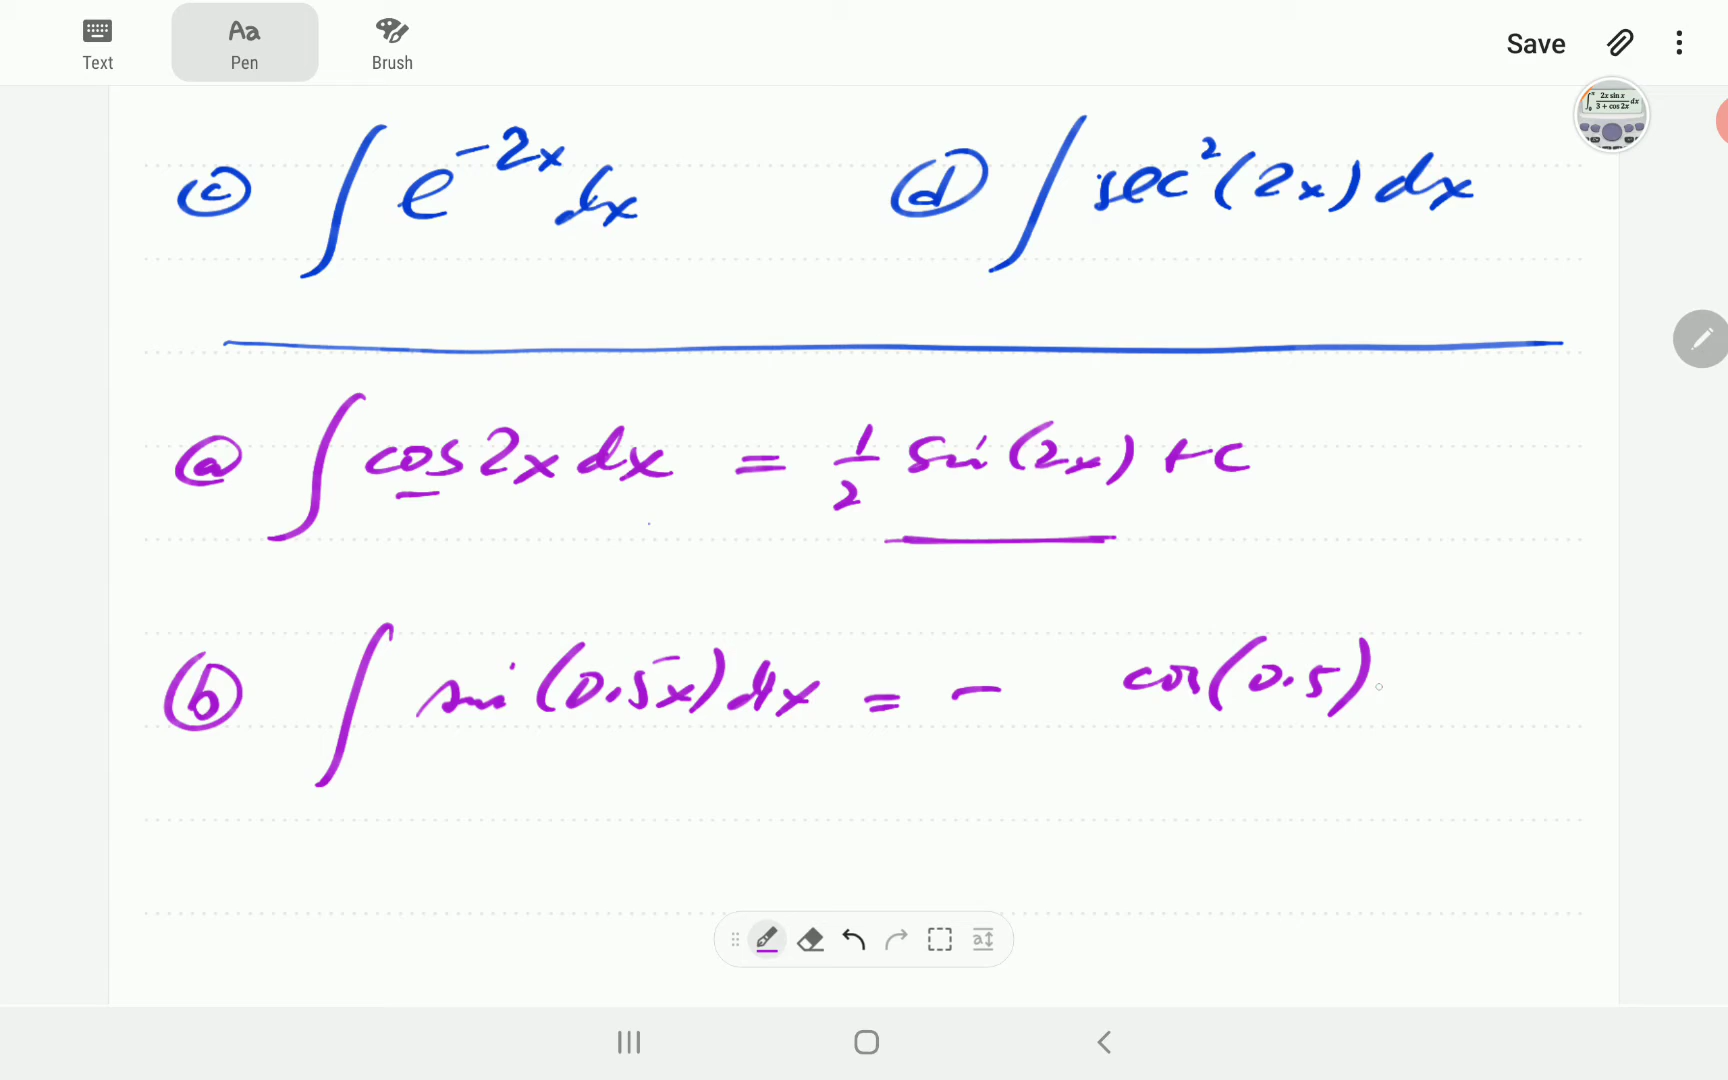 Text Pen Brush Save
ⓒ ∫ e^{-2x} dx ⓓ ∫ sec²(2x) dx
ⓐ ∫ cos 2x dx = 1/2 sin(2x) + c
ⓑ ∫ sin(0.5x) dx = - cos(0.5)